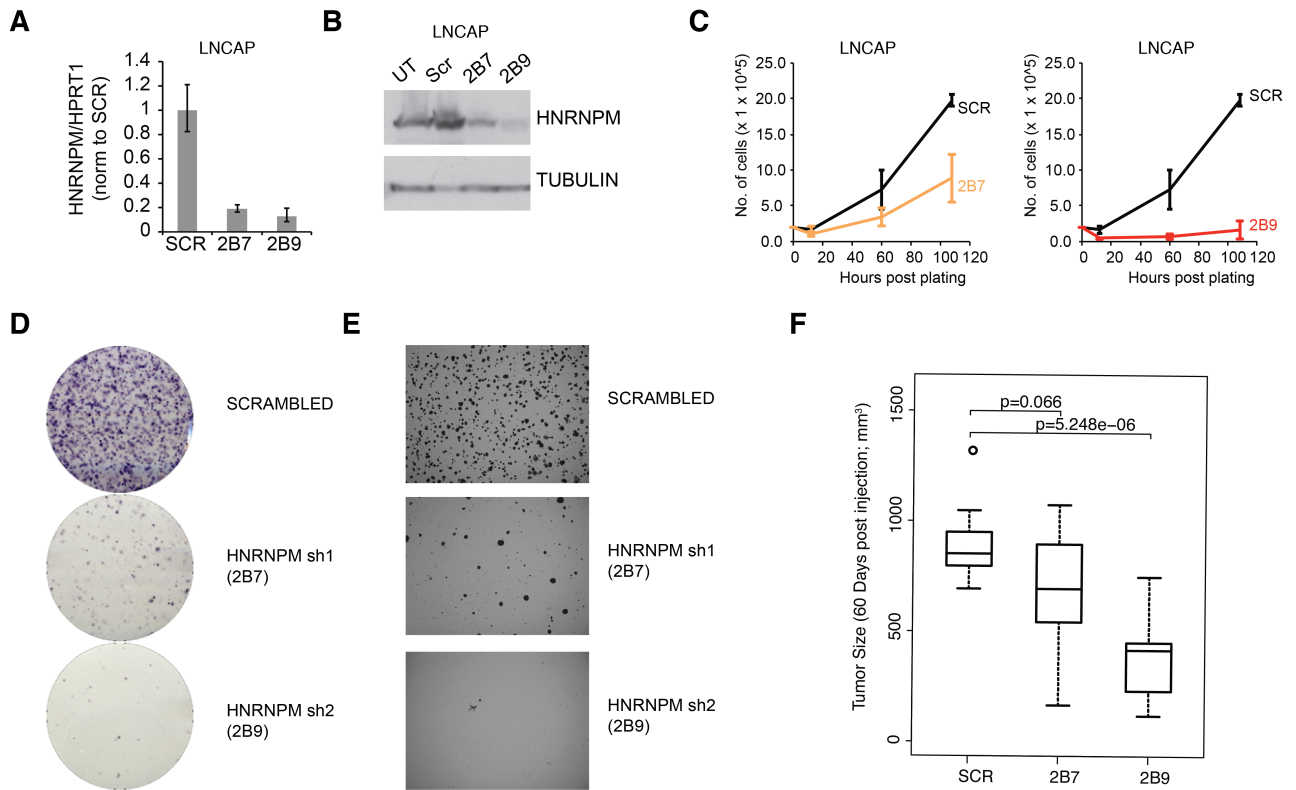 A
LNCAP
HNRNPM/HPRT1
(norm to SCR)
1.4
1.2
1
0.8
0.6
0.4
0.2
0
SCR 2B7 2B9
B
LNCAP
UT Scr 2B7 2B9
HNRNPM
TUBULIN
C
LNCAP
No. of cells (x 1 x 10^5)
25.0
20.0
15.0
10.0
5.0
0.0
SCR
2B7
0 20 40 60 80 100 120
Hours post plating
LNCAP
No. of cells (x 1 x 10^5)
25.0
20.0
15.0
10.0
5.0
0.0
SCR
2B9
0 20 40 60 80 100 120
Hours post plating
D
SCRAMBLED
HNRNPM sh1
(2B7)
HNRNPM sh2
(2B9)
E
SCRAMBLED
HNRNPM sh1
(2B7)
HNRNPM sh2
(2B9)
F
Tumor Size (60 Days post injection; mm³)
1500
1000
500
0
p=0.066
p=5.248e−06
SCR 2B7 2B9